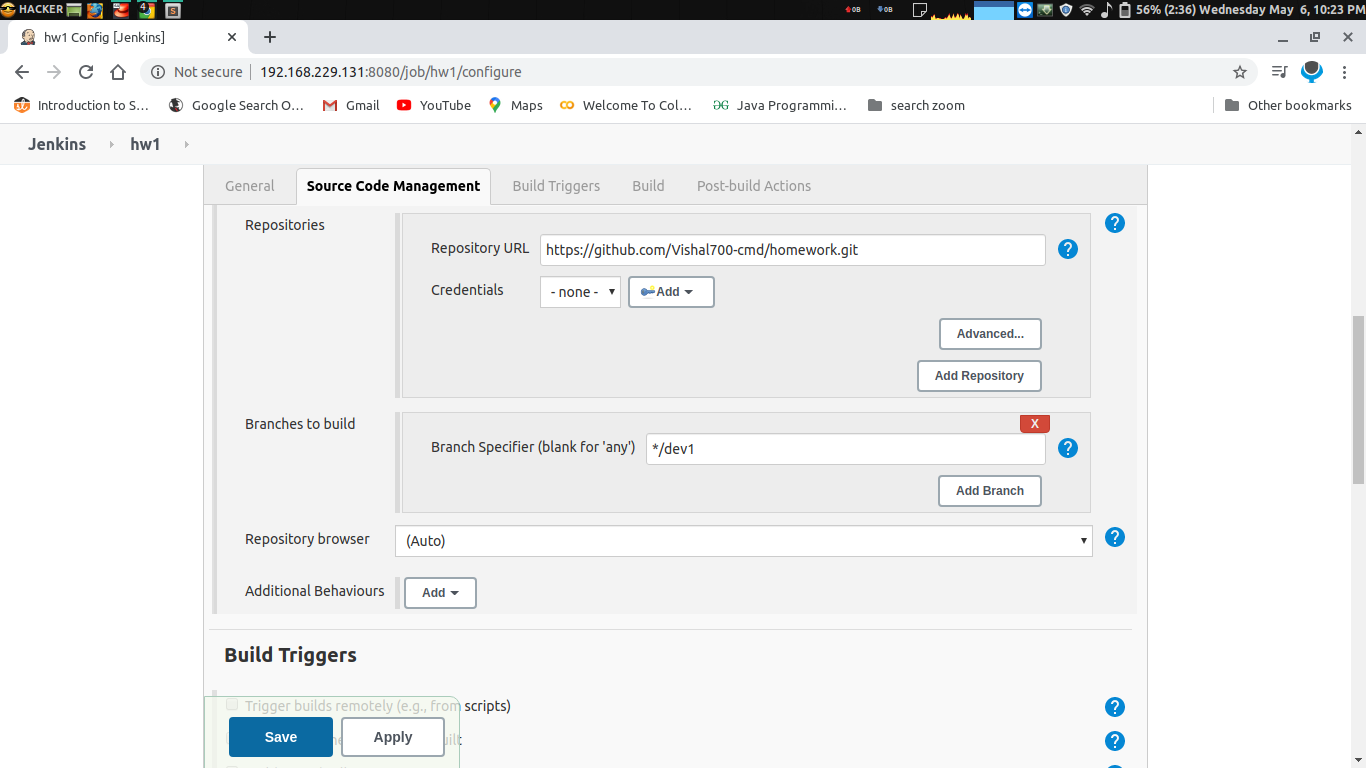 HACKER 0B 0B 56% (2:36) Wednesday May 6, 10:23 PM
hw1 Config [Jenkins]
Not secure 192.168.229.131:8080/job/hw1/configure
Introduction to S... Google Search O... Gmail YouTube Maps Welcome To Col... Java Programmi... search zoom Other bookmarks
Jenkins hw1
General Source Code Management Build Triggers Build Post-build Actions
Repositories
Repository URL https://github.com/Vishal700-cmd/homework.git
Credentials - none - Add
Advanced...
Add Repository
Branches to build
X
Branch Specifier (blank for 'any') */dev1
Add Branch
Repository browser (Auto)
Additional Behaviours Add
Build Triggers
Trigger builds remotely (e.g., from scripts)
Save Apply